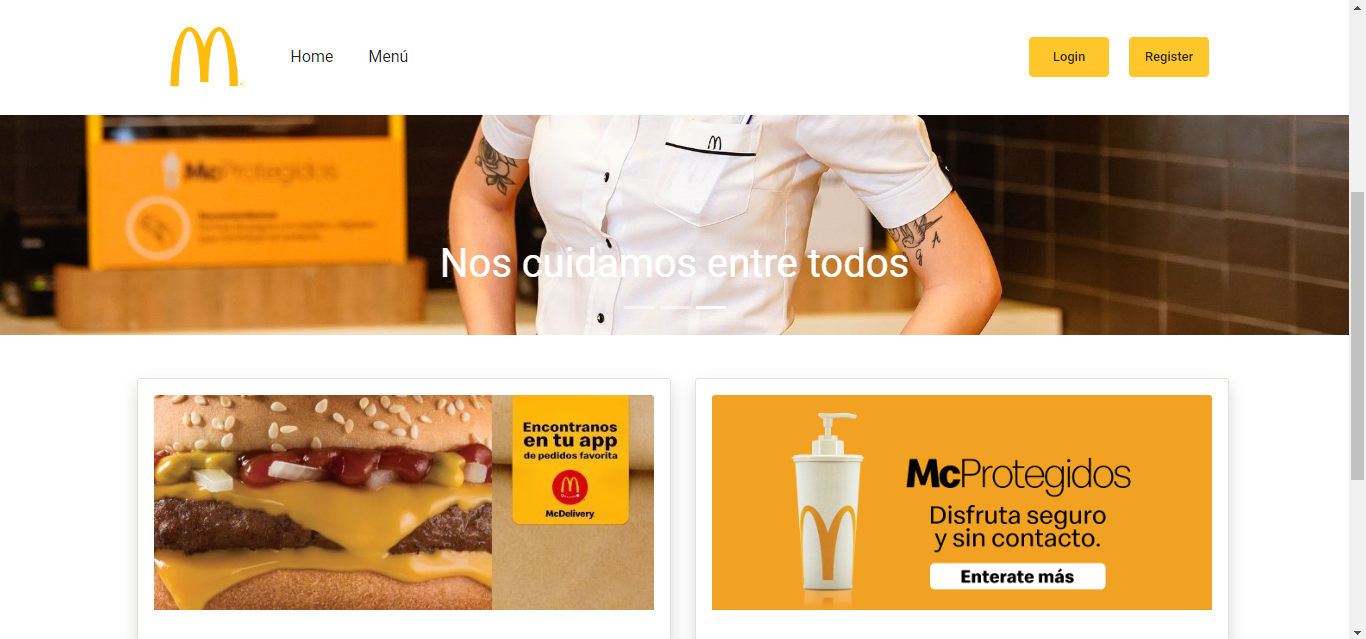 Home
Menú
Login
Register
McProtegidos
Nos cuidamos entre todos
Encontranos
en tu app
de pedidos favorita
McDelivery
McProtegidos
Disfruta seguro
y sin contacto.
Enterate más